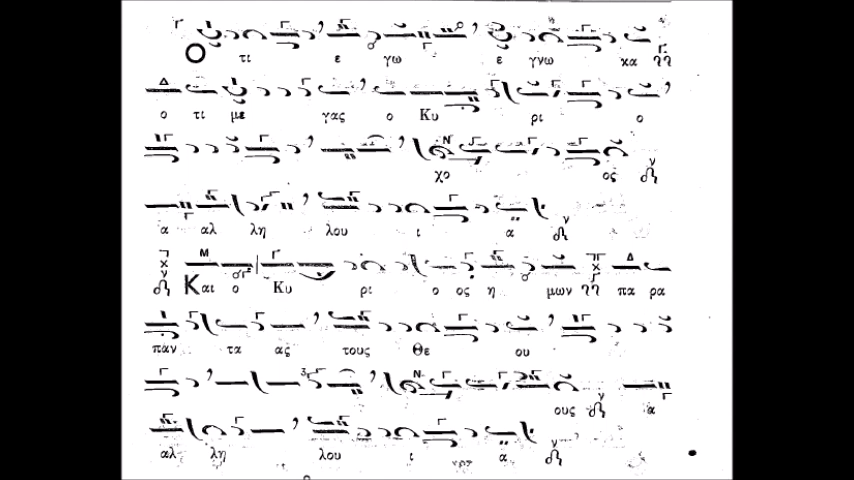 Ο τι ε γω ε γνω κα
ο τι με γας ο Κυ ρι ο
χο ος
α αλ λη λου ι α
Και ο Κυ ρι ο ος η μων πα ρα
παν τα ας τους Θε ου
ους α
αλ λη λου ι α